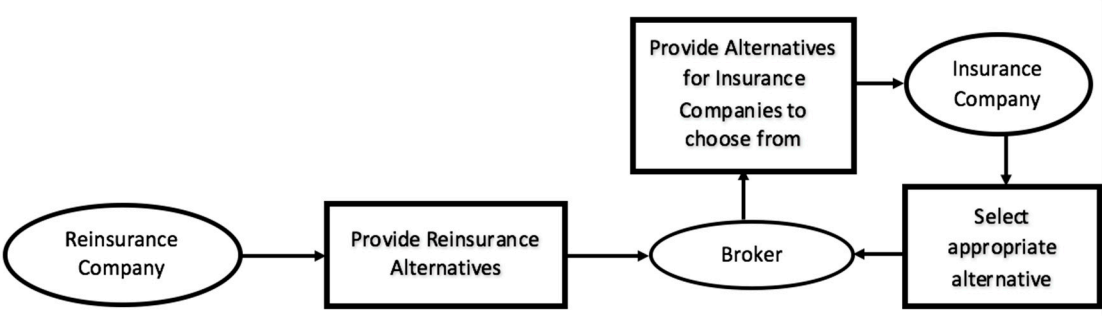 Reinsurance
Company
Provide Reinsurance
Alternatives
Broker
Provide Alternatives
for Insurance
Companies to
choose from
Insurance
Company
Select
appropriate
alternative